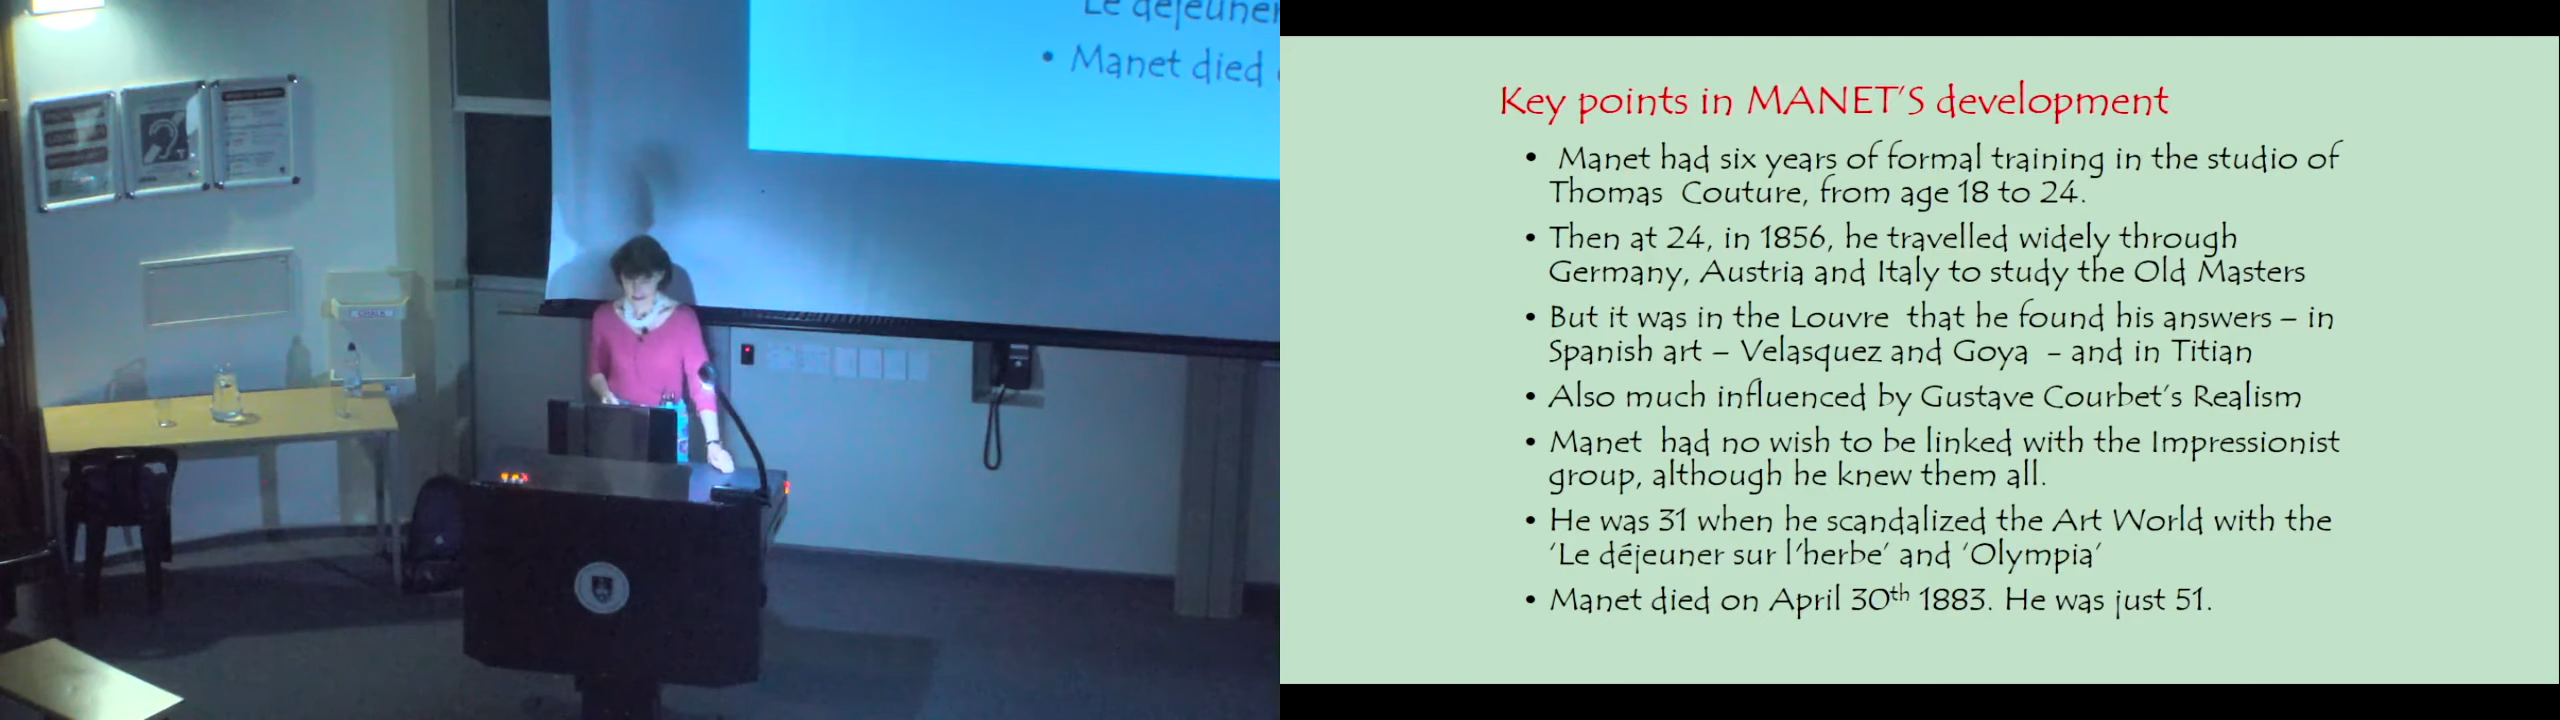 Le déjeuner
• Manet died
CHALK
Key points in MANET'S development
• Manet had six years of formal training in the studio of
Thomas Couture, from age 18 to 24.
• Then at 24, in 1856, he travelled widely through
Germany, Austria and Italy to study the Old Masters
• But it was in the Louvre that he found his answers – in
Spanish art – Velasquez and Goya - and in Titian
• Also much influenced by Gustave Courbet's Realism
• Manet had no wish to be linked with the Impressionist
group, although he knew them all.
• He was 31 when he scandalized the Art World with the
'Le déjeuner sur l'herbe' and 'Olympia'
• Manet died on April 30th 1883. He was just 51.